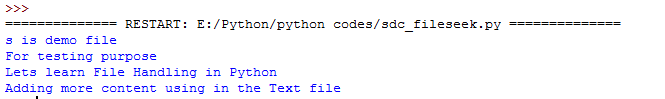 >>>
============== RESTART: E:/Python/python codes/sdc_fileseek.py ==============
s is demo file
For testing purpose
Lets learn File Handling in Python
Adding more content using in the Text file